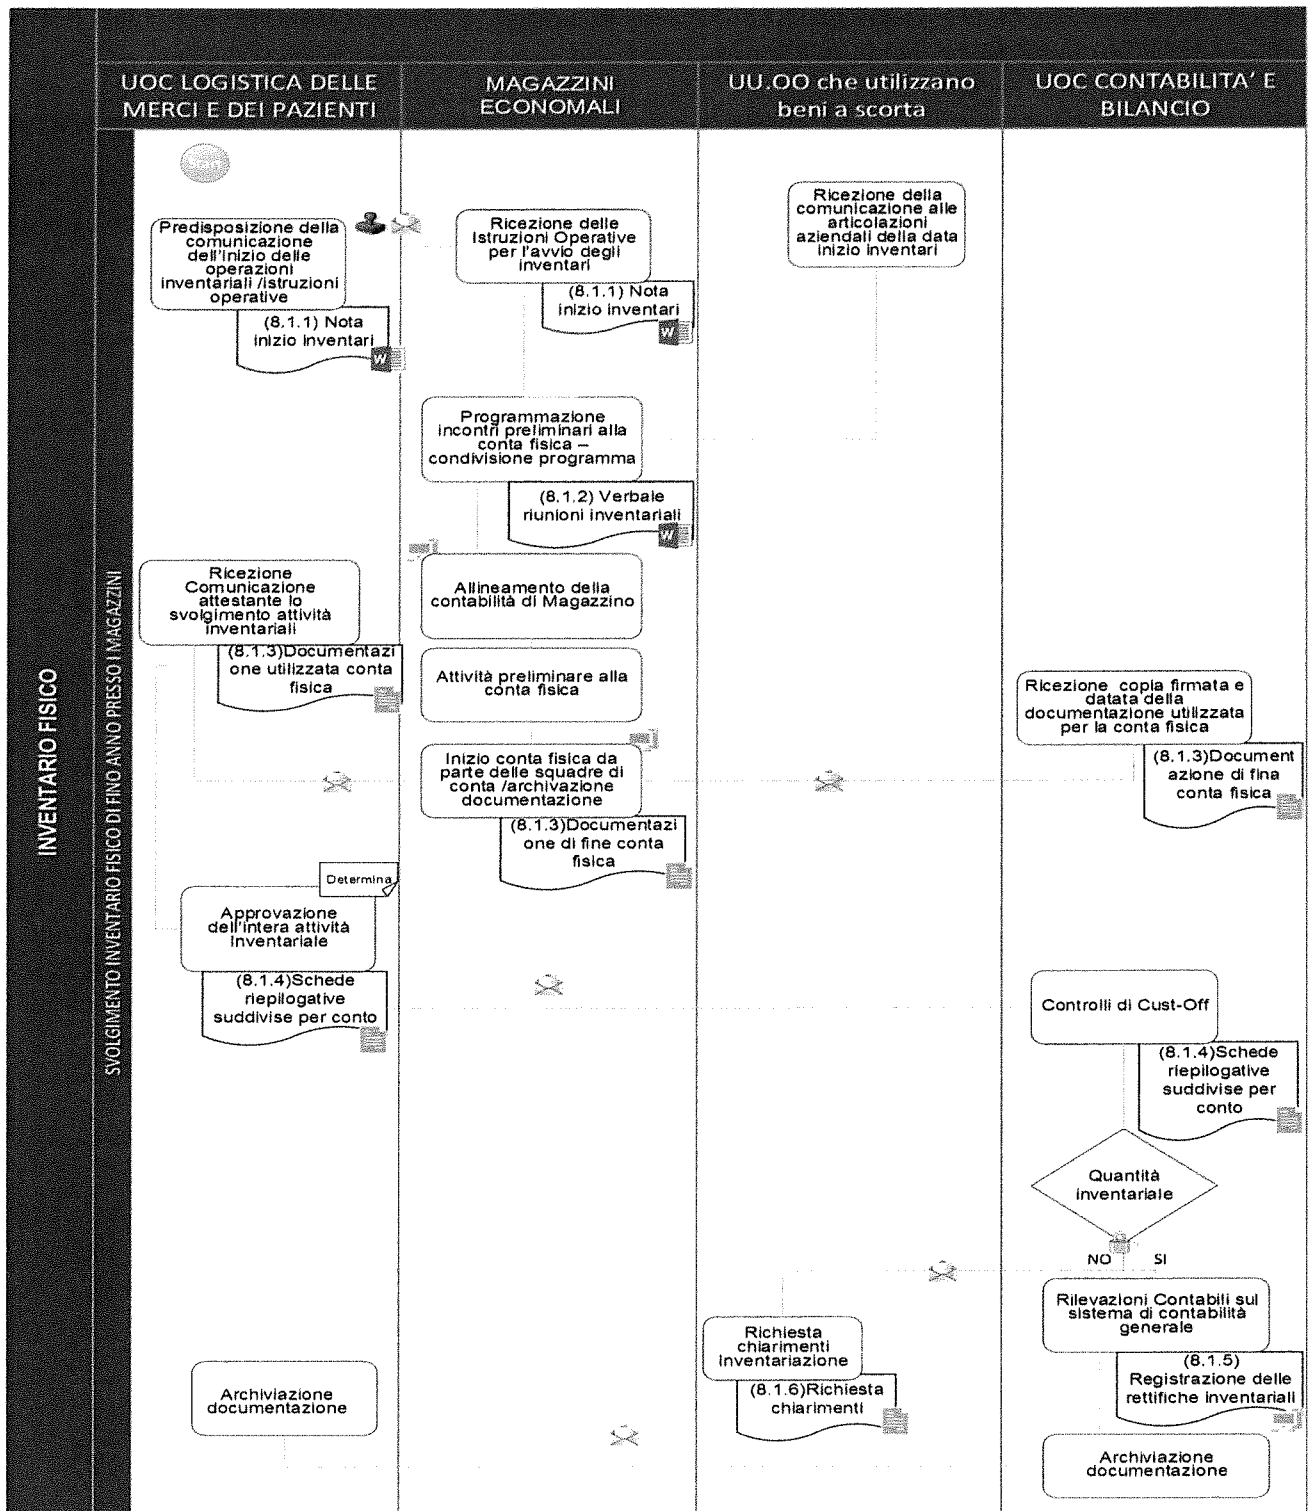 INVENTARIO FISICO
SVOLGIMENTO INVENTARIO FISICO DI FINO ANNO PRESSO I MAGAZZINI
UOC LOGISTICA DELLE
MERCI E DEI PAZIENTI
MAGAZZINI
ECONOMALI
UU.OO che utilizzano
beni a scorta
UOC CONTABILITA' E
BILANCIO
Start
Predisposizione della
comunicazione
dell'inizio delle
operazioni
inventariali /istruzioni
operative
(8.1.1) Nota
inizio inventari
W
Ricezione delle
Istruzioni Operative
per l'avvio degli
inventari
(8.1.1) Nota
inizio inventari
W
Ricezione della
comunicazione alle
articolazioni
aziendali della data
inizio inventari
Programmazione
incontri preliminari alla
conta fisica –
condivisione programma
(8.1.2) Verbale
riunioni inventariali
W
Ricezione
Comunicazione
attestante lo
svolgimento attività
inventariali
(8.1.3)Documentazi
one utilizzata conta
fisica
Allineamento della
contabilità di Magazzino
Attività preliminare alla
conta fisica
Ricezione copia firmata e
datata della
documentazione utilizzata
per la conta fisica
(8.1.3)Document
azione di fina
conta fisica
Inizio conta fisica da
parte delle squadre di
conta /archivazione
documentazione
(8.1.3)Documentazi
one di fine conta
fisica
Determina
Approvazione
dell'intera attività
Inventariale
(8.1.4)Schede
riepilogative
suddivise per conto
Controlli di Cust-Off
(8.1.4)Schede
riepilogative
suddivise per
conto
Quantità
inventariale
NO
SI
Rilevazioni Contabili sul
sistema di contabilità
generale
(8.1.5)
Registrazione delle
rettifiche inventariali
Richiesta
chiarimenti
Inventariazione
(8.1.6)Richiesta
chiarimenti
Archiviazione
documentazione
Archiviazione
documentazione